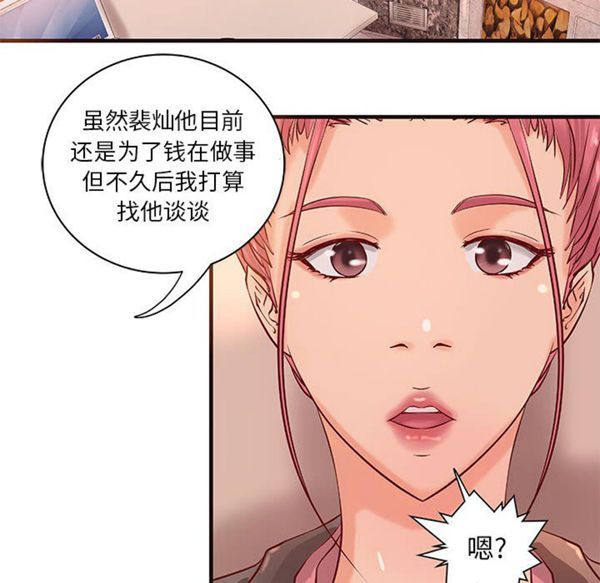 虽然裴灿他目前
还是为了钱在做事
但不久后我打算
找他谈谈
嗯?